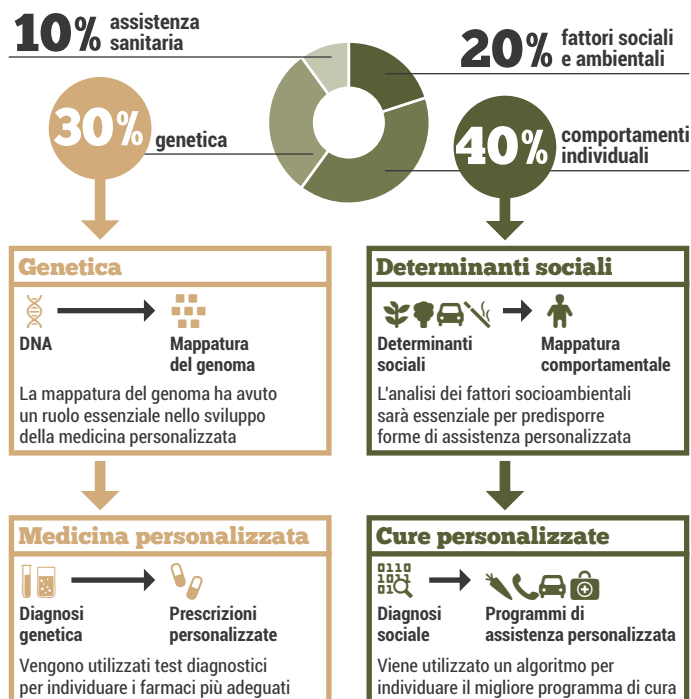 10% assistenza
sanitaria
20% fattori sociali
e ambientali
30% genetica
40% comportamenti
individuali
Genetica
DNA
Mappatura
del genoma
La mappatura del genoma ha avuto
un ruolo essenziale nello sviluppo
della medicina personalizzata
Determinanti sociali
Determinanti
sociali
Mappatura
comportamentale
L'analisi dei fattori socioambientali
sarà essenziale per predisporre
forme di assistenza personalizzata
Medicina personalizzata
Diagnosi
genetica
Prescrizioni
personalizzate
Vengono utilizzati test diagnostici
per individuare i farmaci più adeguati
Cure personalizzate
0110
1011
01
Diagnosi
sociale
Programmi di
assistenza personalizzata
Viene utilizzato un algoritmo per
individuare il migliore programma di cura